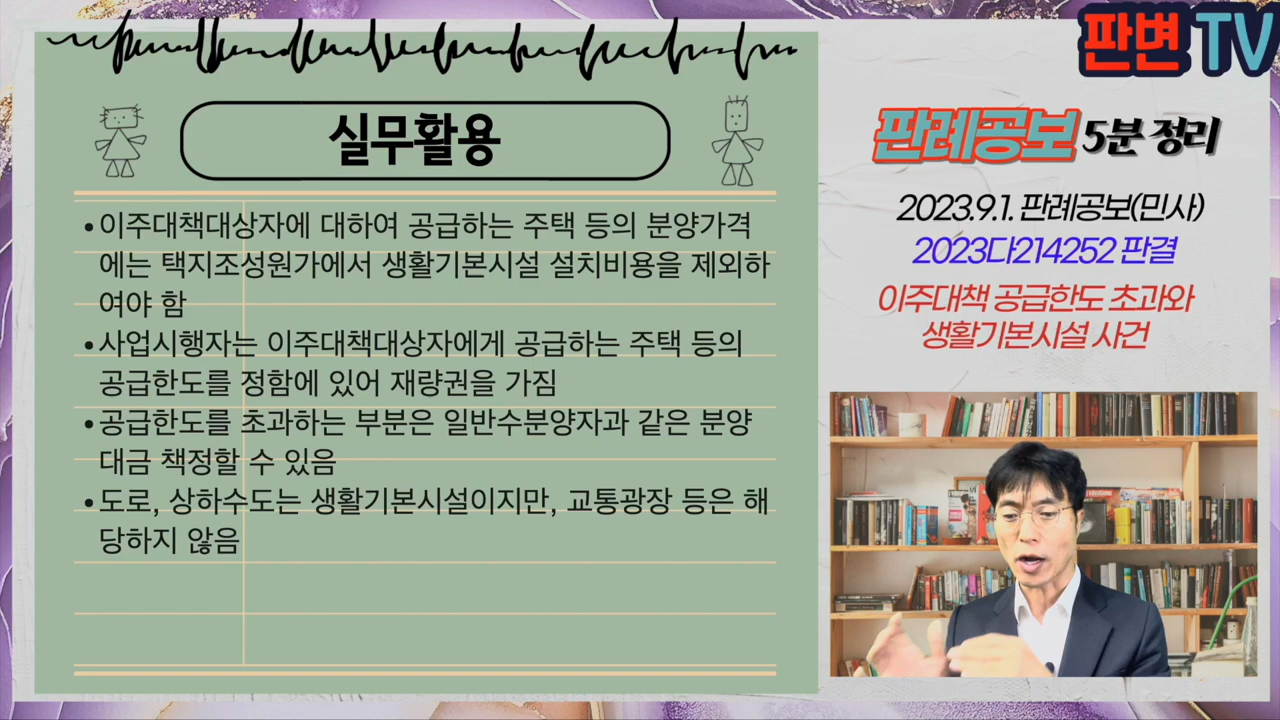 판변 TV
실무활용
• 이주대책대상자에 대하여 공급하는 주택 등의 분양가격
에는 택지조성원가에서 생활기본시설 설치비용을 제외하
여야 함
• 사업시행자는 이주대책대상자에게 공급하는 주택 등의
공급한도를 정함에 있어 재량권을 가짐
• 공급한도를 초과하는 부분은 일반수분양자과 같은 분양
대금 책정할 수 있음
• 도로, 상하수도는 생활기본시설이지만, 교통광장 등은 해
당하지 않음
판례공보 5분 정리
2023.9.1. 판례공보(민사)
2023다214252 판결
이주대책 공급한도 초과와
생활기본시설 사건